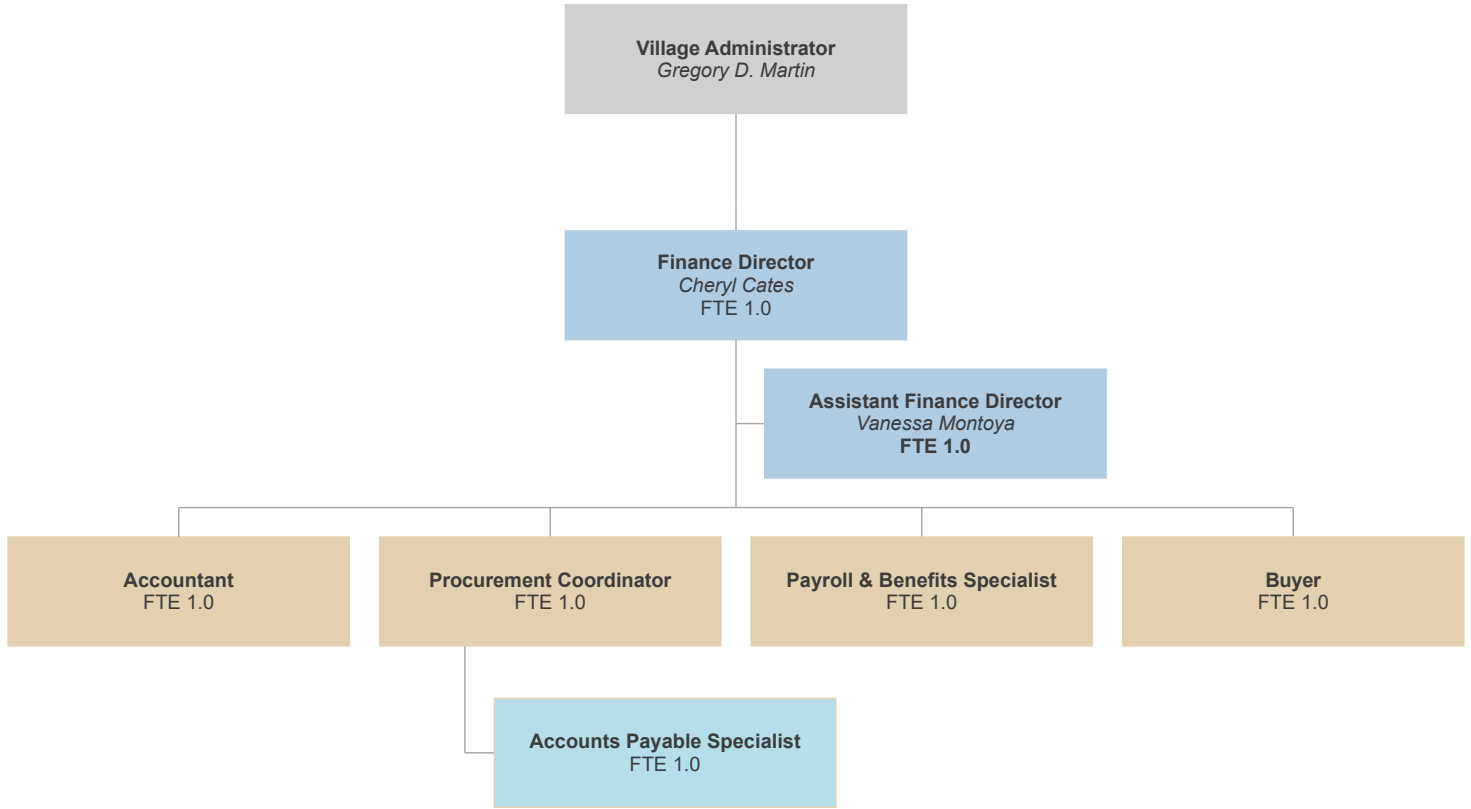 Village Administrator
Gregory D. Martin
Finance Director
Cheryl Cates
FTE 1.0
Assistant Finance Director
Vanessa Montoya
FTE 1.0
Accountant
FTE 1.0
Procurement Coordinator
FTE 1.0
Payroll & Benefits Specialist
FTE 1.0
Buyer
FTE 1.0
Accounts Payable Specialist
FTE 1.0